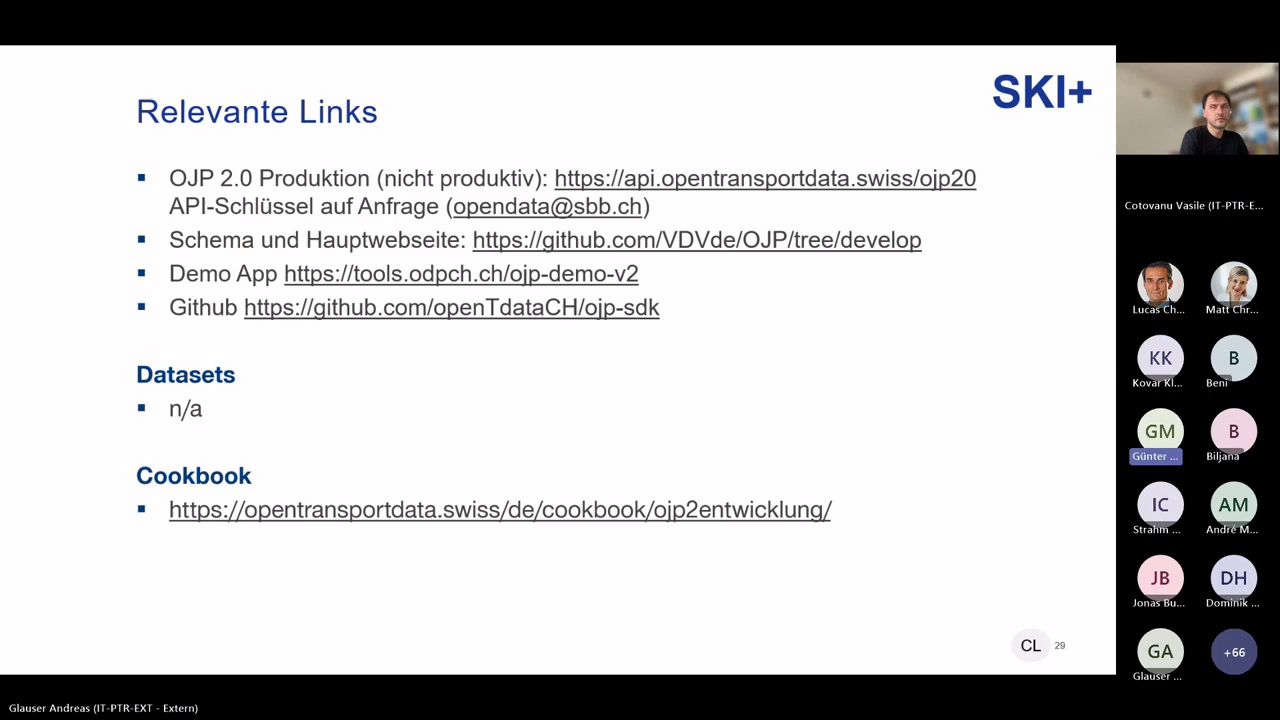 SKI+
Relevante Links
▪ OJP 2.0 Produktion (nicht produktiv): https://api.opentransportdata.swiss/ojp20
API-Schlüssel auf Anfrage (opendata@sbb.ch)
▪ Schema und Hauptwebseite: https://github.com/VDVde/OJP/tree/develop
▪ Demo App https://tools.odpch.ch/ojp-demo-v2
▪ Github https://github.com/openTdataCH/ojp-sdk
Datasets
▪ n/a
Cookbook
▪ https://opentransportdata.swiss/de/cookbook/ojp2entwicklung/
CL 29
Cotovanu Vasile (IT-PTR-E...
Lucas Ch... Matt Chr...
KK B
Kovar Kl... Beni
GM B
Günter ... Biljana
IC AM
Strahm ... André M...
JB DH
Jonas Bu... Dominik ...
GA +66
Glauser ...
Glauser Andreas (IT-PTR-EXT - Extern)